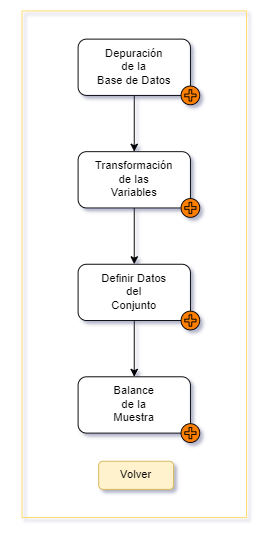 Depuración
de la
Base de Datos
Transformación
de las
Variables
Definir Datos
del
Conjunto
Balance
de la
Muestra
Volver